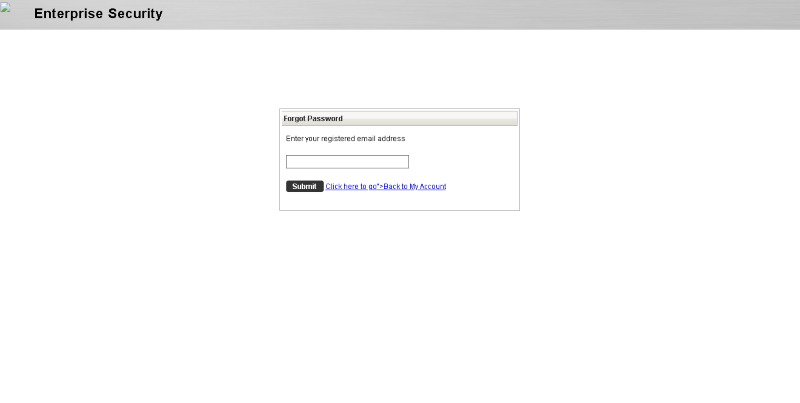 Enterprise Security
Forgot Password
Enter your registered email address
Submit Click here to go">Back to My Account